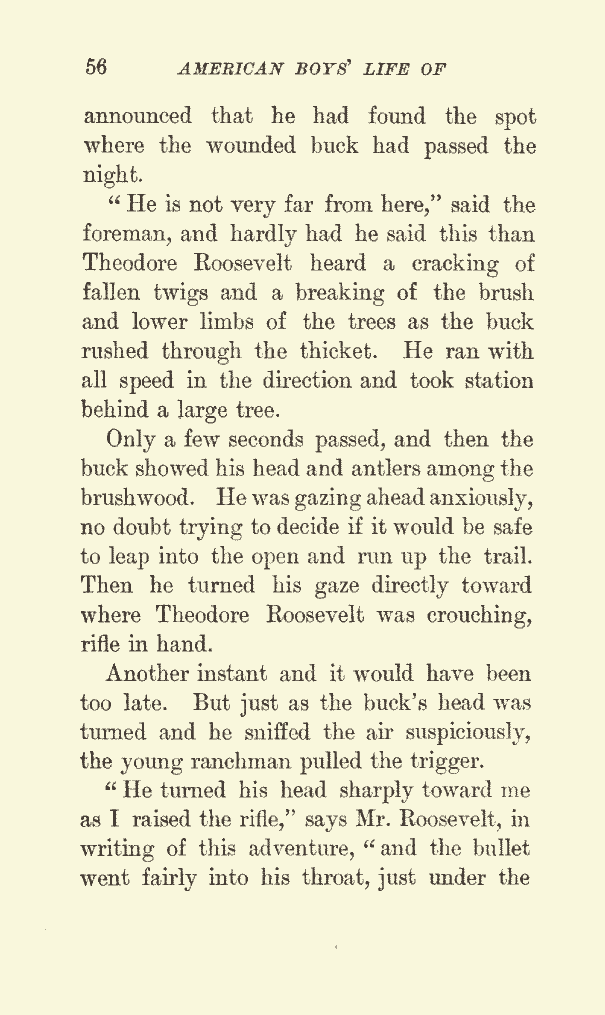 56 AMERICAN BOYS' LIFE OF
announced that he had found the spot
where the wounded buck had passed the
night.
"He is not very far from here," said the
foreman, and hardly had he said this than
Theodore Roosevelt heard a cracking of
fallen twigs and a breaking of the brush
and lower limbs of the trees as the buck
rushed through the thicket. He ran with
all speed in the direction and took station
behind a large tree.
Only a few seconds passed, and then the
buck showed his head and antlers among the
brushwood. He was gazing ahead anxiously,
no doubt trying to decide if it would be safe
to leap into the open and run up the trail.
Then he turned his gaze directly toward
where Theodore Roosevelt was crouching,
rifle in hand.
Another instant and it would have been
too late. But just as the buck's head was
turned and he sniffed the air suspiciously,
the young ranchman pulled the trigger.
"He turned his head sharply toward me
as I raised the rifle," says Mr. Roosevelt, in
writing of this adventure, "and the bullet
went fairly into his throat, just under the